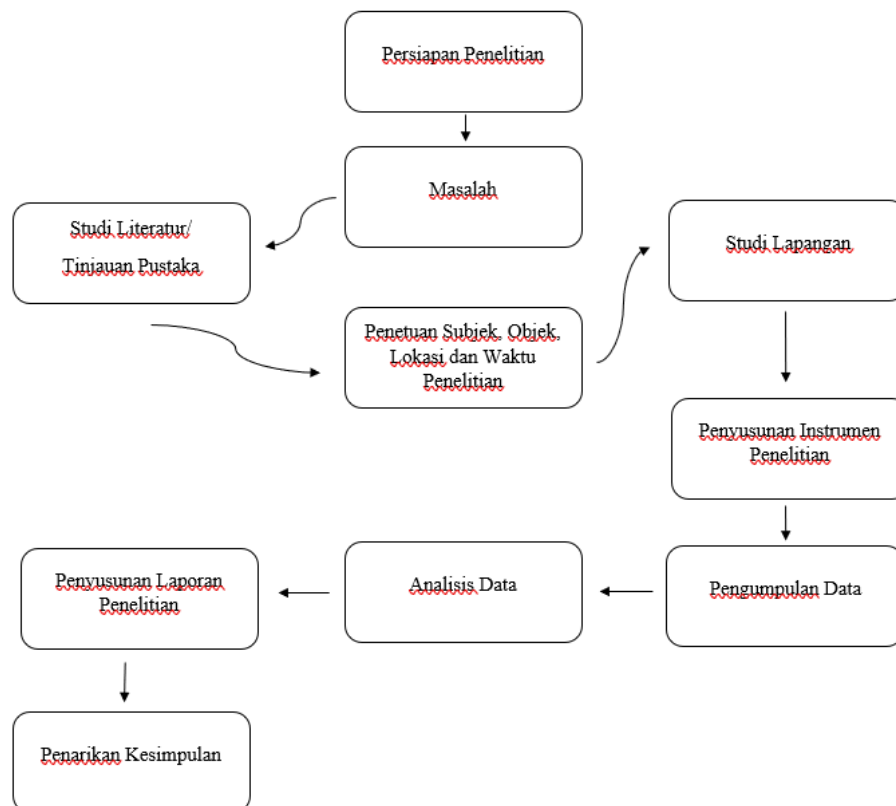 Persiapan Penelitian
Masalah
Studi Literatur/
Tinjauan Pustaka
Penetuan Subjek, Objek,
Lokasi dan Waktu
Penelitian
Studi Lapangan
Penyusunan Instrumen
Penelitian
Pengumpulan Data
Analisis Data
Penyusunan Laporan
Penelitian
Penarikan Kesimpulan